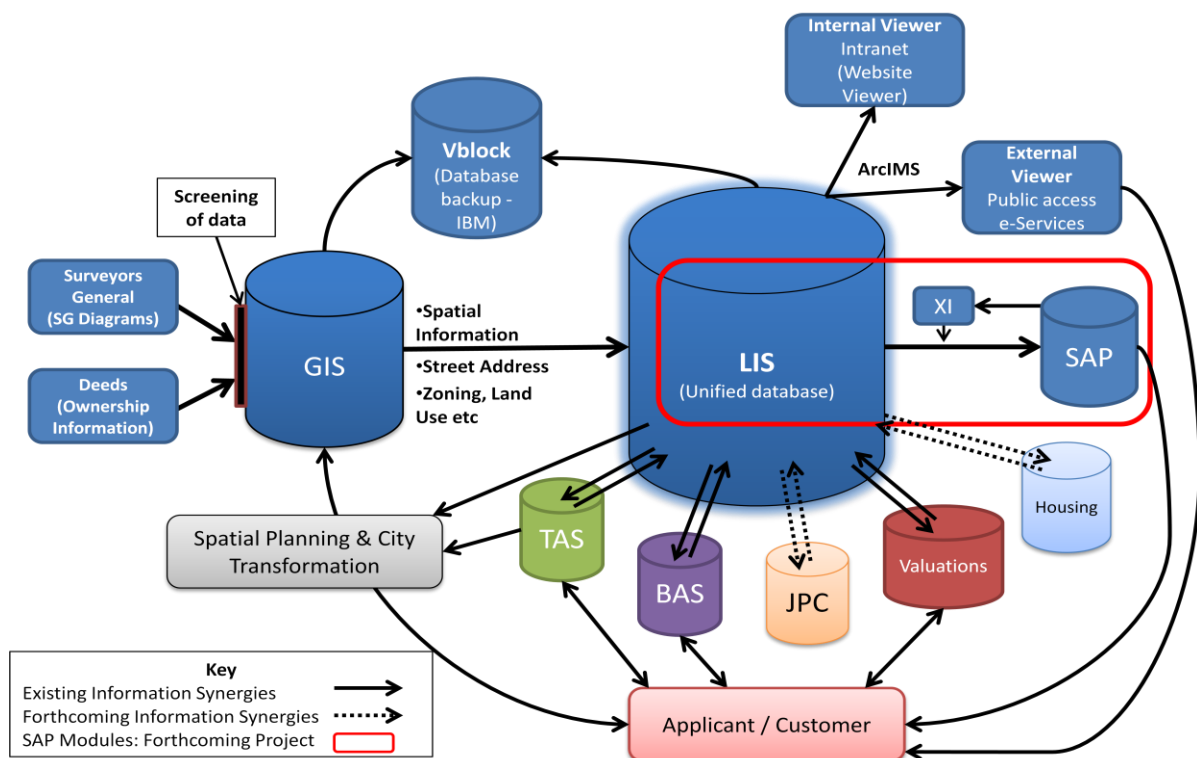 Internal Viewer
Intranet
(Website
Viewer)
Vblock
(Database
backup -
IBM)
ArcIMS
External
Viewer
Public access
e-Services
Screening
of data
Surveyors
General
(SG Diagrams)
Deeds
(Ownership
Information)
GIS
•Spatial
Information
•Street Address
•Zoning, Land
Use etc
LIS
(Unified database)
XI
SAP
Housing
Spatial Planning & City
Transformation
TAS
BAS
JPC
Valuations
Applicant / Customer
Key
Existing Information Synergies
Forthcoming Information Synergies
SAP Modules: Forthcoming Project